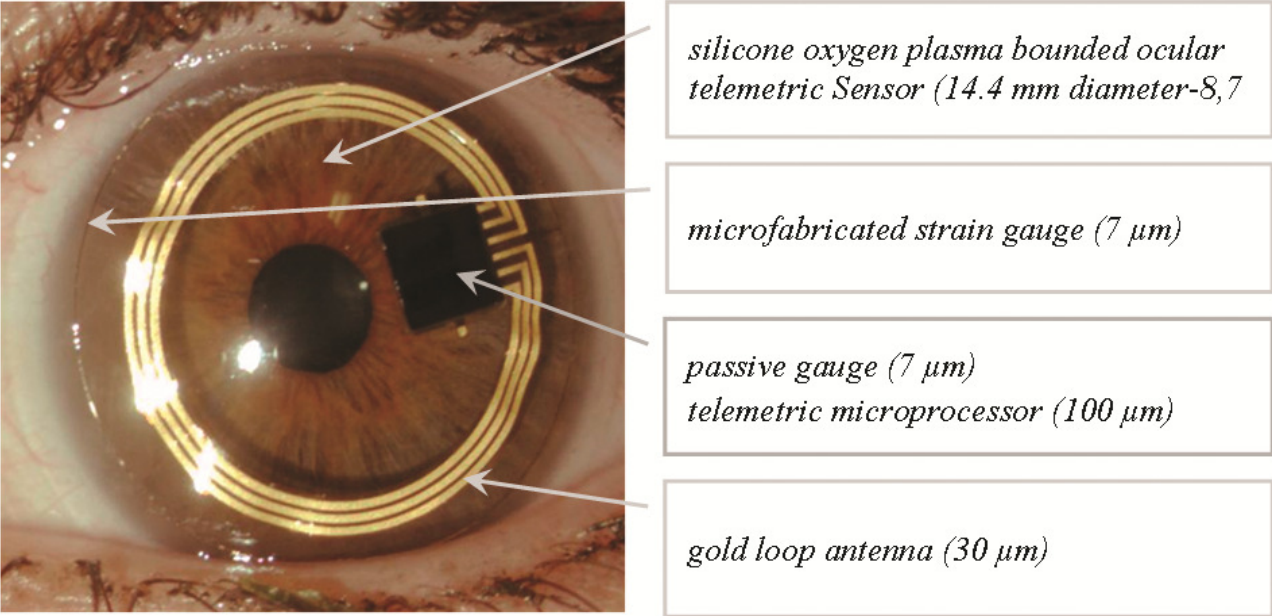 silicone oxygen plasma bounded ocular
telemetric Sensor (14.4 mm diameter-8,7
microfabricated strain gauge (7 µm)
passive gauge (7 µm)
telemetric microprocessor (100 µm)
gold loop antenna (30 µm)